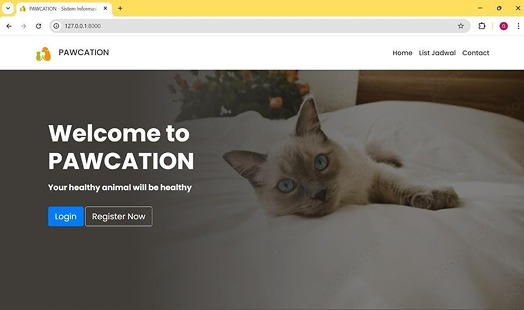 PAWCATION - Sistem Informasi
127.0.0.1:8000
PAWCATION
Home List Jadwal Contact
Welcome to
PAWCATION
Your healthy animal will be healthy
Login Register Now